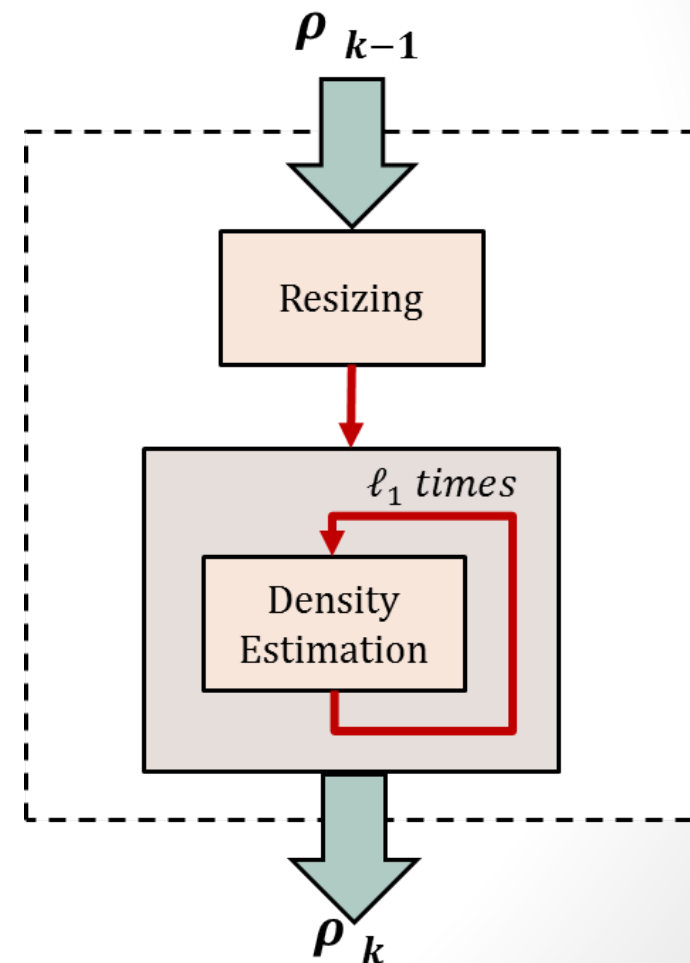 ρ k−1
Resizing
ℓ1 times
Density
Estimation
ρ k